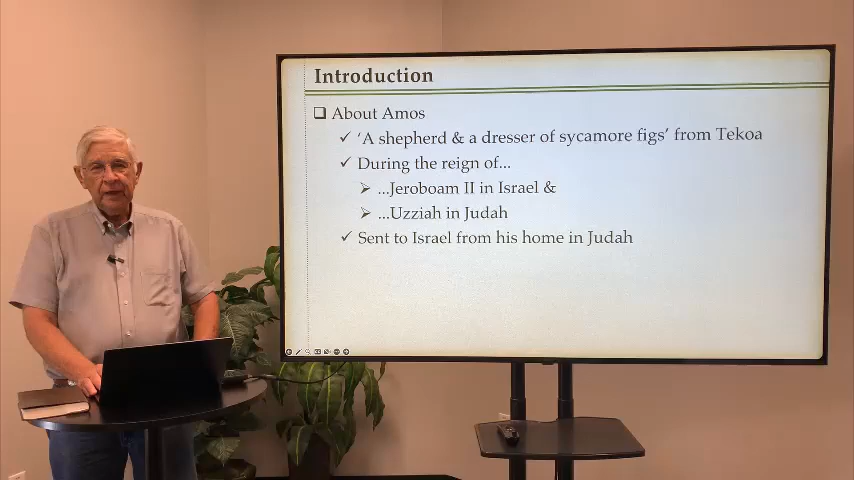 Introduction
About Amos
'A shepherd & a dresser of sycamore figs' from Tekoa
During the reign of...
...Jeroboam II in Israel &
...Uzziah in Judah
Sent to Israel from his home in Judah